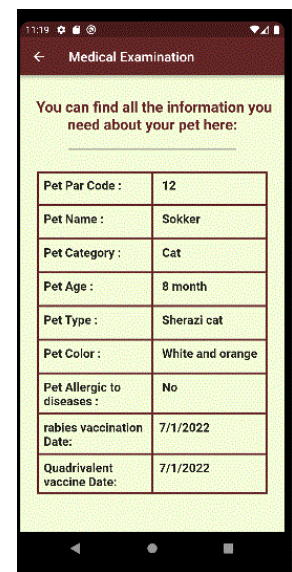 11:19
Medical Examination
You can find all the information you
need about your pet here:
Pet Par Code : 12
Pet Name : Sokker
Pet Category : Cat
Pet Age : 8 month
Pet Type : Sherazi cat
Pet Color : White and orange
Pet Allergic to No
diseases :
rabies vaccination 7/1/2022
Date:
Quadrivalent 7/1/2022
vaccine Date: